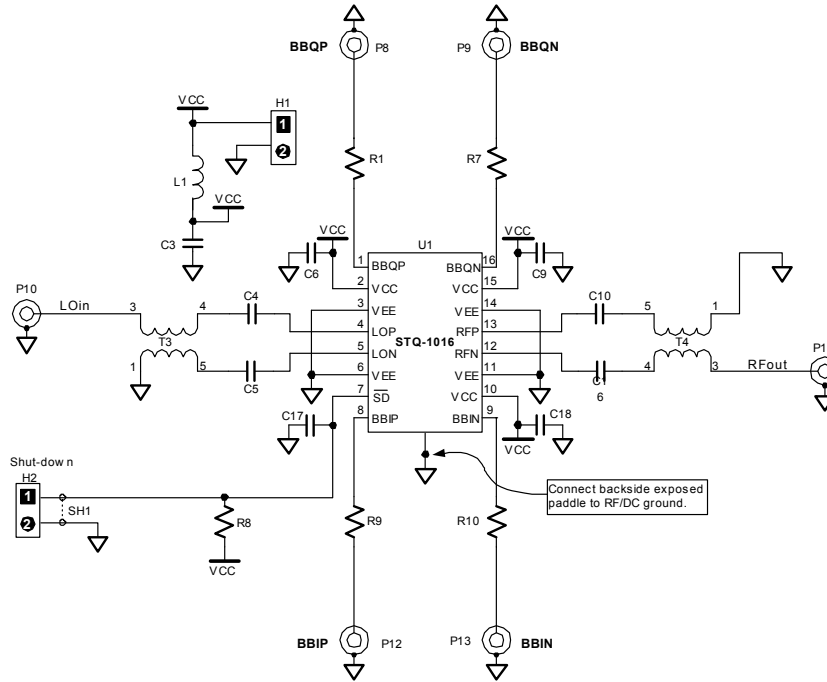 BBQP P8 P9 BBQN
VCC H1
1
2
L1
VCC
C3
R1 R7
U1
VCC VCC
C6 C9
1 BBQP BBQN 16
2 VCC VCC 15
3 VEE VEE 14
4 LOP RFP 13
STQ-1016
5 LON RFN 12
6 VEE VEE 11
7 SD VCC 10
8 BBIP BBIN 9
P10
LOin 3 4 C4
T3
1 5 C5
C10 5 1
T4
4 3 RFout P1
6
C17 C18
VCC
Shut-down
H2
1
2
SH1
R8
VCC
R9 R10
Connect backside exposed
paddle to RF/DC ground.
BBIP P12 P13 BBIN